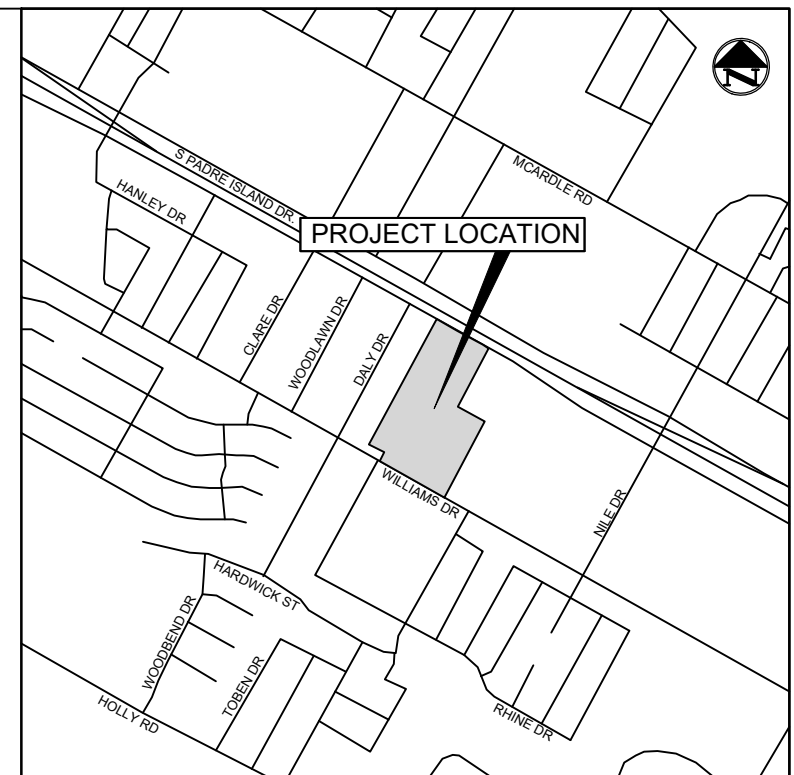 N
MCARDLE RD
S PADRE ISLAND DR.
HANLEY DR
PROJECT LOCATION
CLARE DR
WOODLAWN DR
DALY DR
WILLIAMS DR
NILE DR
HARDWICK ST
WOODBEND DR
TOBEN DR
HOLLY RD
RHINE DR